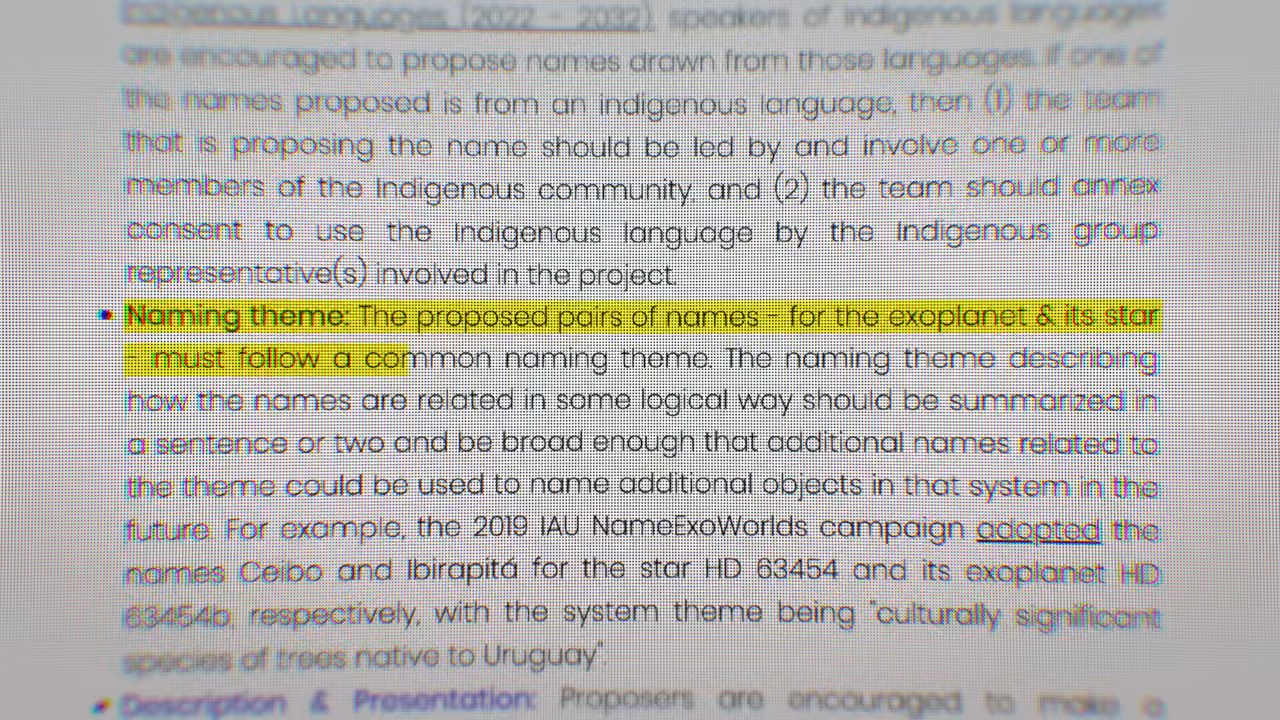 Indigenous Languages (2022 - 2032), speakers of Indigenous languages
are encouraged to propose names drawn from those languages. If one of
the names proposed is from an indigenous language, then (1) the team
that is proposing the name should be led by and involve one or more
members of the Indigenous community, and (2) the team should annex
consent to use the Indigenous language by the Indigenous group
representative(s) involved in the project.
• Naming theme: The proposed pairs of names - for the exoplanet & its star
- must follow a common naming theme. The naming theme describing
how the names are related in some logical way should be summarized in
a sentence or two and be broad enough that additional names related to
the theme could be used to name additional objects in that system in the
future. For example, the 2019 IAU NameExoWorlds campaign adopted the
names Ceibo and Ibirapitá for the star HD 63454 and its exoplanet HD
63454b, respectively, with the system theme being "culturally significant
species of trees native to Uruguay".
• Description & Presentation: Proposers are encouraged to make a